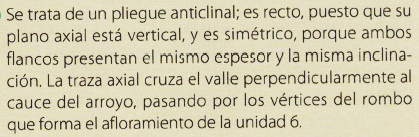 Se trata de un pliegue anticlinal; es recto, puesto que su
plano axial está vertical, y es simétrico, porque ambos
flancos presentan el mismo espesor y la misma inclina-
ción. La traza axial cruza el valle perpendicularmente al
cauce del arroyo, pasando por los vértices del rombo
que forma el afloramiento de la unidad 6.